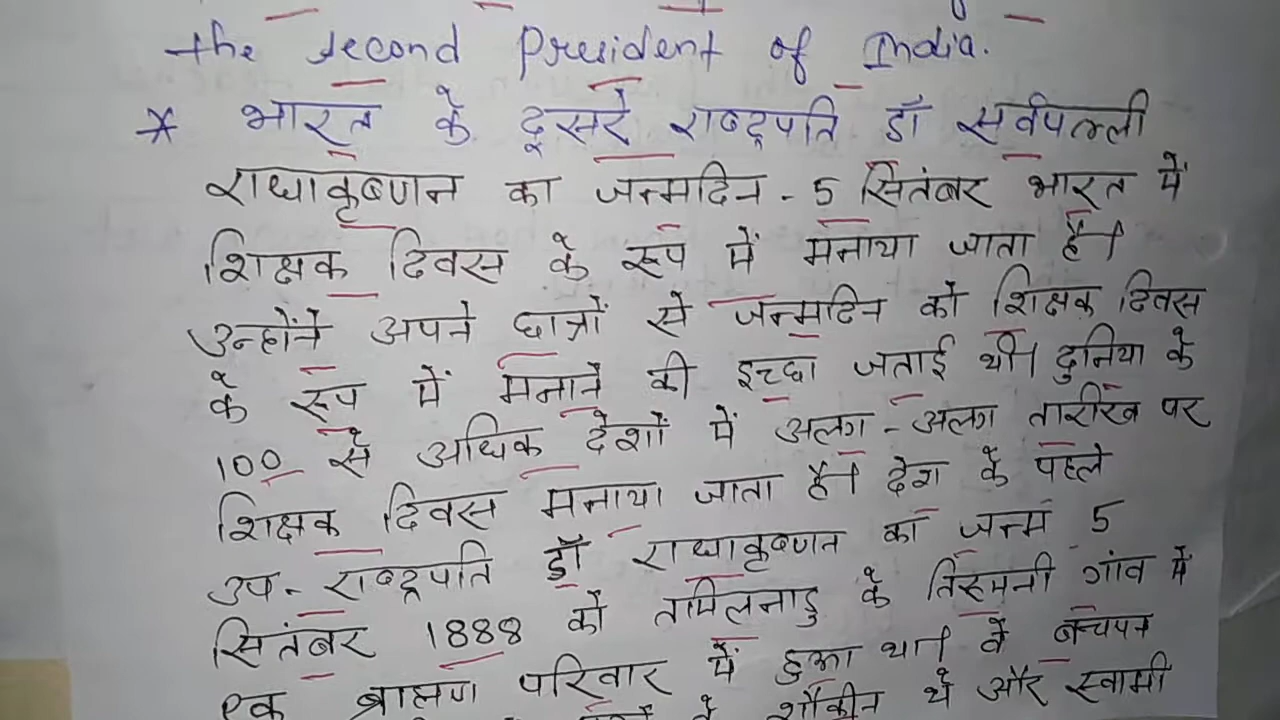 the second President of India.
* भारत के दूसरे राष्ट्रपति डॉ सर्वपल्ली
राधाकृष्णन का जन्मदिन - 5 सितंबर भारत में
शिक्षक दिवस के रूप में मनाया जाता है।
उन्होंने अपने छात्रों से जन्मदिन को शिक्षक दिवस
के रूप में मनाने की इच्छा जताई थी। दुनिया के
100 से अधिक देशों में अलग - अलग तारीख पर
शिक्षक दिवस मनाया जाता है। देश के पहले
उप - राष्ट्रपति डॉ राधाकृष्णन का जन्म 5
सितंबर 1888 को तमिलनाडु के तिरूमनी गांव में
एक ब्राह्मण परिवार में हुआ था। वे बचपन
के शौकीन थे और स्वामी